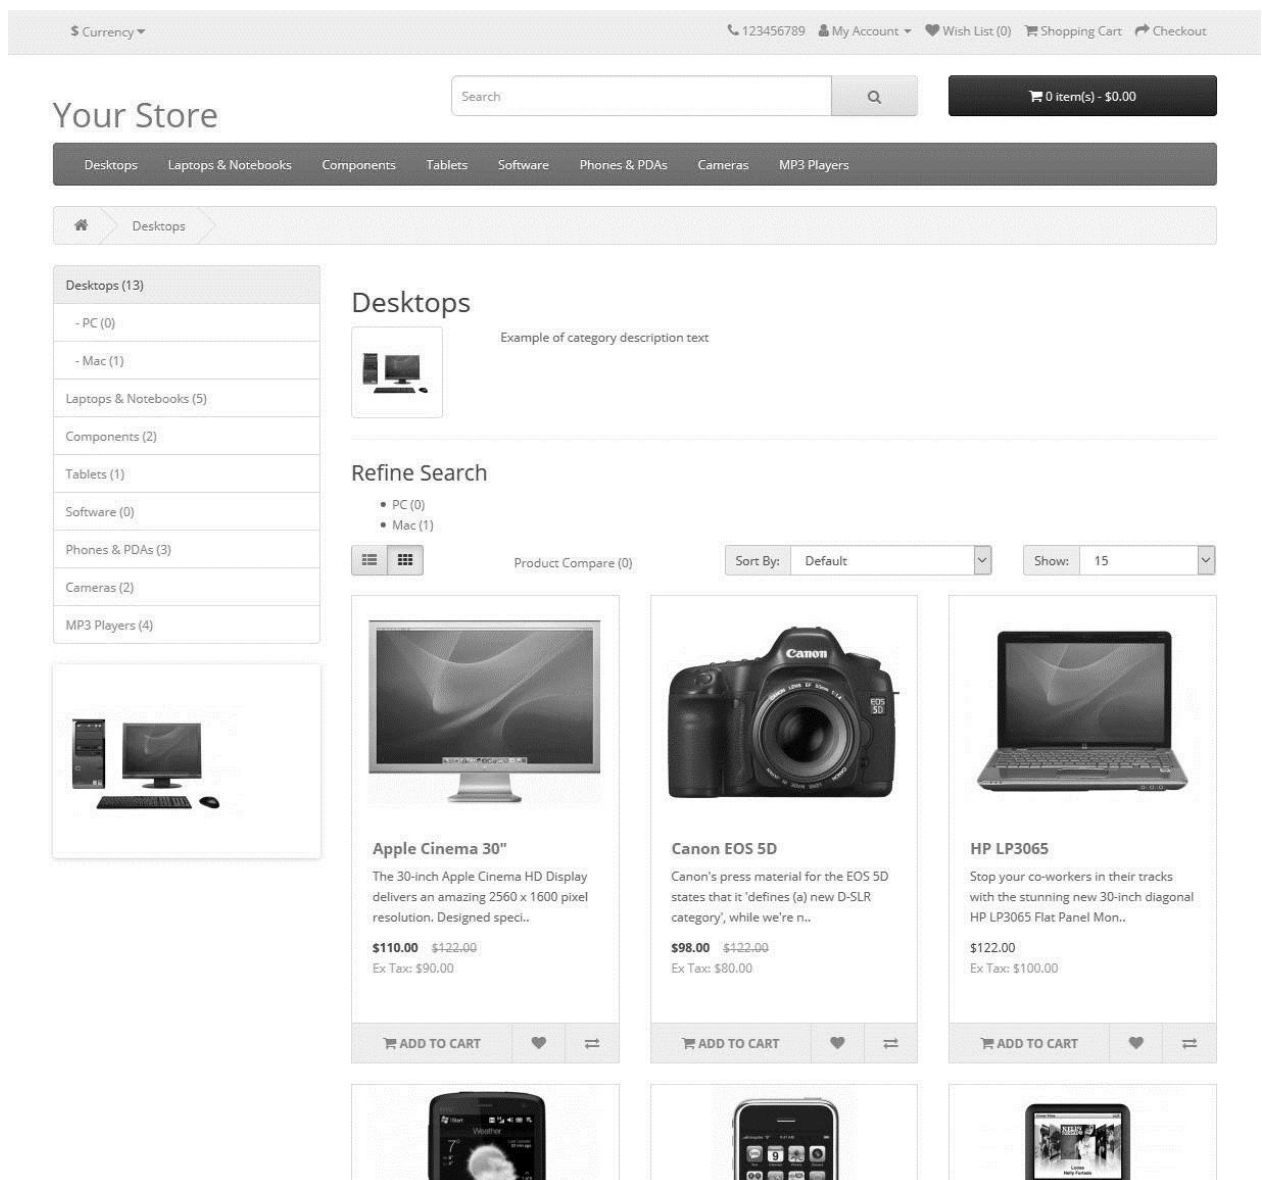 $ Currency
123456789 My Account Wish List (0) Shopping Cart Checkout
Your Store
Search
0 item(s) - $0.00
Desktops Laptops & Notebooks Components Tablets Software Phones & PDAs Cameras MP3 Players
Desktops
Desktops (13)
- PC (0)
- Mac (1)
Laptops & Notebooks (5)
Components (2)
Tablets (1)
Software (0)
Phones & PDAs (3)
Cameras (2)
MP3 Players (4)
Desktops
Example of category description text
Refine Search
PC (0)
Mac (1)
Product Compare (0)
Sort By: Default
Show: 15
Canon
EOS
5D
Apple Cinema 30"
The 30-inch Apple Cinema HD Display
delivers an amazing 2560 x 1600 pixel
resolution. Designed speci..
$110.00 $122.00
Ex Tax: $90.00
ADD TO CART
Canon EOS 5D
Canon's press material for the EOS 5D
states that it 'defines (a) new D-SLR
category', while we're n..
$98.00 $122.00
Ex Tax: $80.00
ADD TO CART
HP LP3065
Stop your co-workers in their tracks
with the stunning new 30-inch diagonal
HP LP3065 Flat Panel Mon..
$122.00
Ex Tax: $100.00
ADD TO CART
Start
Weather
7°
9